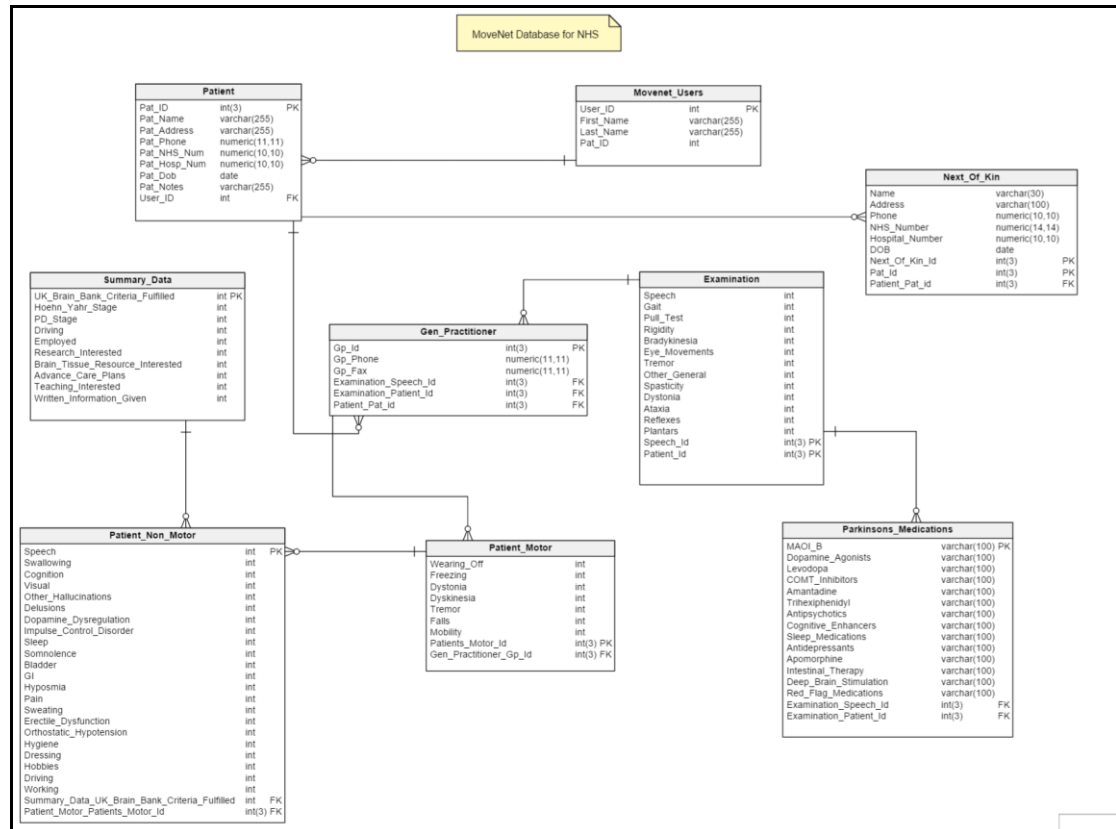 MoveNet Database for NHS
Patient
Pat_ID int(3) PK
Pat_Name varchar(255)
Pat_Address varchar(255)
Pat_Phone numeric(11,11)
Pat_NHS_Num numeric(10,10)
Pat_Hosp_Num numeric(10,10)
Pat_Dob date
Pat_Notes varchar(255)
User_ID int FK
Movenet_Users
User_ID int PK
First_Name varchar(255)
Last_Name varchar(255)
Pat_ID int
Next_Of_Kin
Name varchar(30)
Address varchar(100)
Phone numeric(10,10)
NHS_Number numeric(14,14)
Hospital_Number numeric(10,10)
DOB date
Next_Of_Kin_Id int(3) PK
Pat_Id int(3) PK
Patient_Pat_id int(3) FK
Summary_Data
UK_Brain_Bank_Criteria_Fulfilled int PK
Hoehn_Yahr_Stage int
PD_Stage int
Driving int
Employed int
Research_Interested int
Brain_Tissue_Resource_Interested int
Advance_Care_Plans int
Teaching_Interested int
Written_Information_Given int
Gen_Practitioner
Gp_Id int(3) PK
Gp_Phone numeric(11,11)
Gp_Fax numeric(11,11)
Examination_Speech_Id int(3) FK
Examination_Patient_Id int(3) FK
Patient_Pat_id int(3) FK
Examination
Speech int
Gait int
Pull_Test int
Rigidity int
Bradykinesia int
Eye_Movements int
Tremor int
Other_General int
Spasticity int
Dystonia int
Ataxia int
Reflexes int
Plantars int
Speech_Id int(3) PK
Patient_Id int(3) PK
Patient_Non_Motor
Speech int PK
Swallowing int
Cognition int
Visual int
Other_Hallucinations int
Delusions int
Dopamine_Dysregulation int
Impulse_Control_Disorder int
Sleep int
Somnolence int
Bladder int
GI int
Hyposmia int
Pain int
Sweating int
Erectile_Dysfunction int
Orthostatic_Hypotension int
Hygiene int
Dressing int
Hobbies int
Driving int
Working int
Summary_Data_UK_Brain_Bank_Criteria_Fulfilled int FK
Patient_Motor_Patients_Motor_Id int(3) FK
Patient_Motor
Wearing_Off int
Freezing int
Dystonia int
Dyskinesia int
Tremor int
Falls int
Mobility int
Patients_Motor_Id int(3) PK
Gen_Practitioner_Gp_Id int(3) FK
Parkinsons_Medications
MAOI_B varchar(100) PK
Dopamine_Agonists varchar(100)
Levodopa varchar(100)
COMT_Inhibitors varchar(100)
Amantadine varchar(100)
Trihexiphenidyl varchar(100)
Antipsychotics varchar(100)
Cognitive_Enhancers varchar(100)
Sleep_Medications varchar(100)
Antidepressants varchar(100)
Apomorphine varchar(100)
Intestinal_Therapy varchar(100)
Deep_Brain_Stimulation varchar(100)
Red_Flag_Medications varchar(100)
Examination_Speech_Id int(3) FK
Examination_Patient_Id int(3) FK